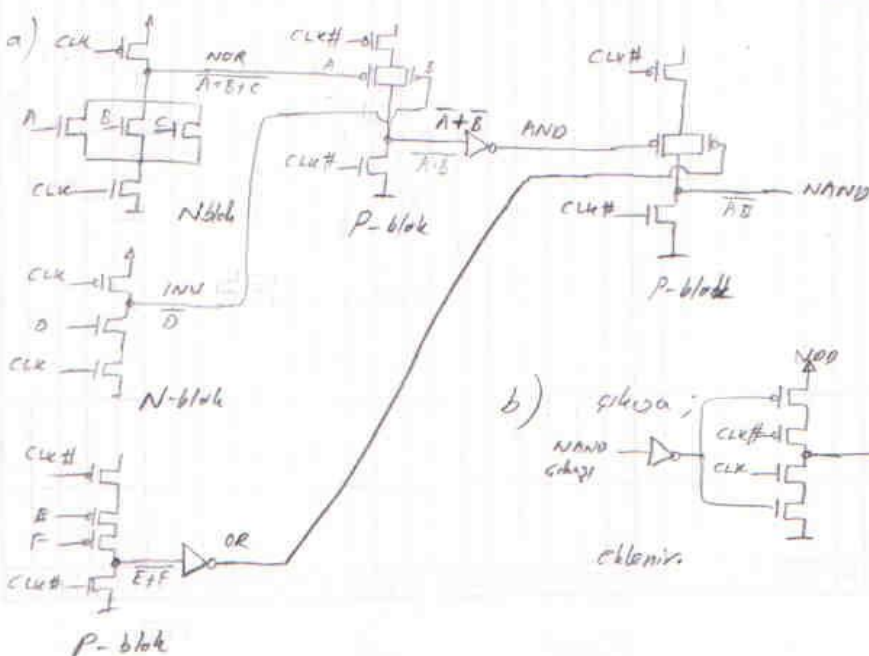 a)
CLK
NOR
A+B+C
A
B
C
CLK
N blok
CLK#
A
B
CLK#
A·B
P-blok
A + B
AND
CLK#
CLK#
NAND
AB
P-blok
CLK
INV
D
D
CLK
N-blok
CLK#
E
F
CLK#
E+F
OR
P-blok
b)
çıkışa ;
VDD
NAND
çıkışı
CLK#
CLK
eklenir.